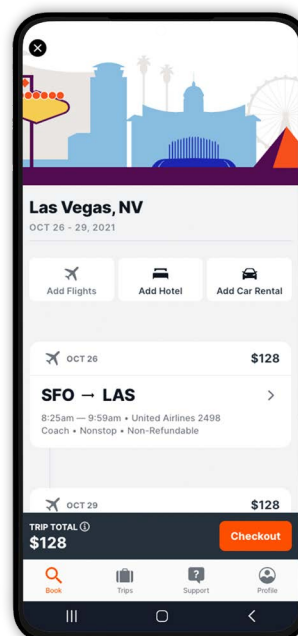 Las Vegas, NV
OCT 26 - 29, 2021
Add Flights
Add Hotel
Add Car Rental
OCT 26
$128
SFO → LAS
8:25am — 9:59am • United Airlines 2498
Coach • Nonstop • Non-Refundable
OCT 29
$128
TRIP TOTAL
$128
Checkout
Book
Trips
Support
Profile